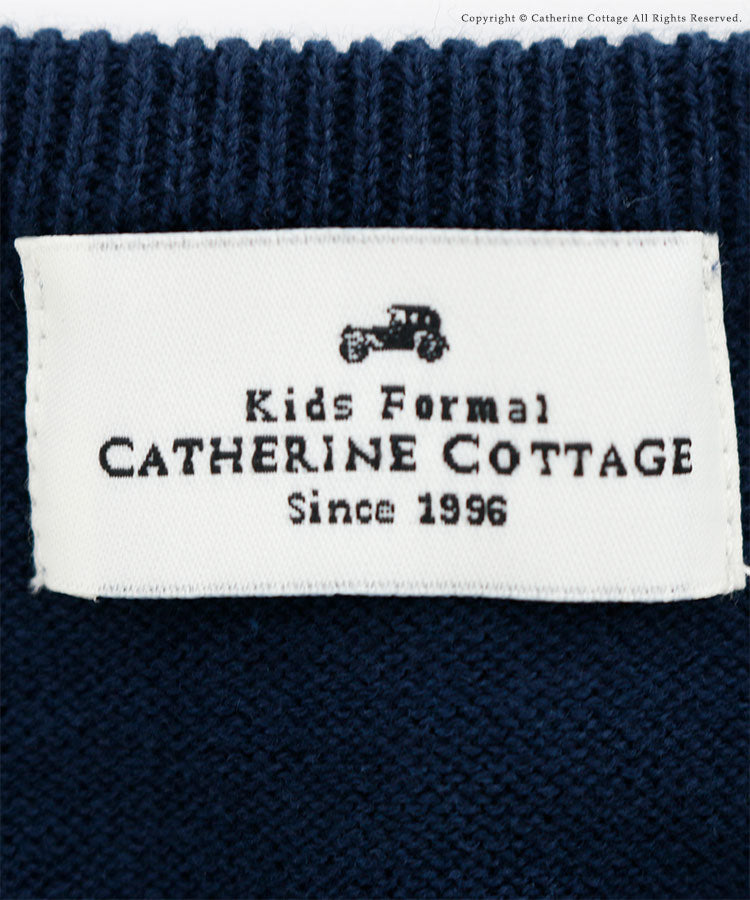 Copyright © Catherine Cottage All Rights Reserved.
Kids Formal
CATHERINE COTTAGE
Since 1996